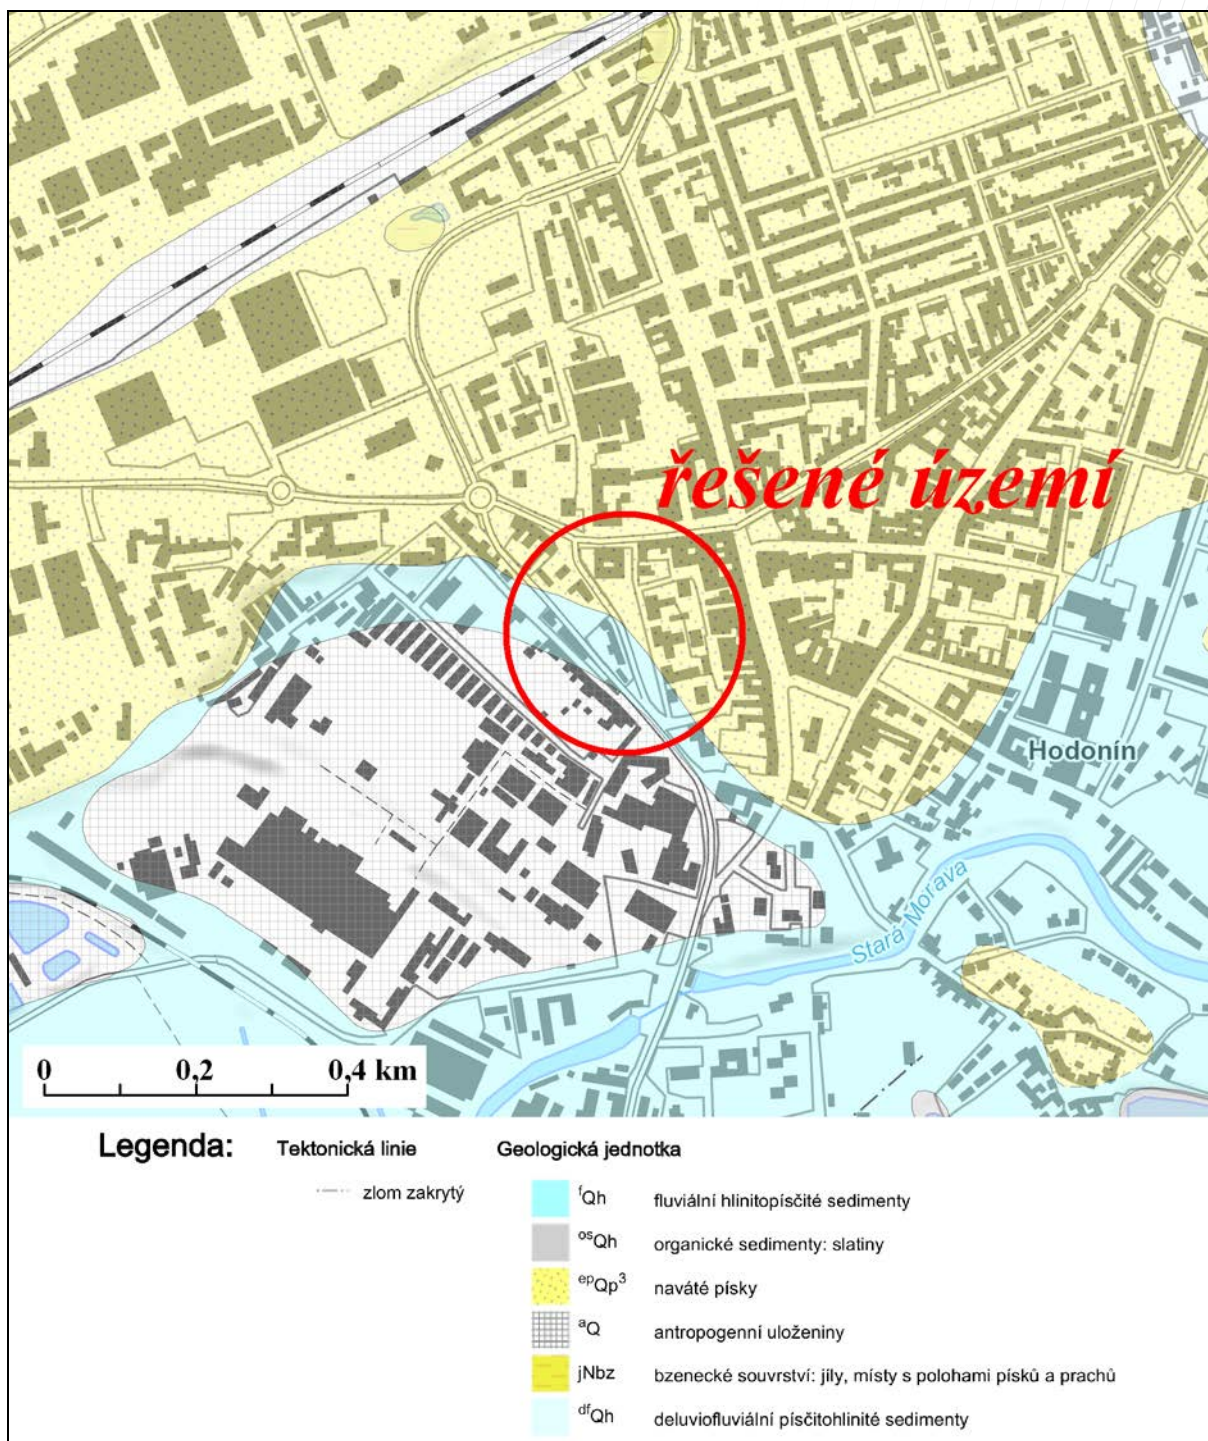 řešené území
Hodonín
Stará Morava
0 0,2 0,4 km
Legenda: Tektonická linie Geologická jednotka
zlom zakrytý
fQh fluviální hlinitopísčité sedimenty
osQh organické sedimenty: slatiny
epQp3 naváté písky
aQ antropogenní uloženiny
jNbz bzenecké souvrství: jíly, místy s polohami písků a prachů
dfQh deluviofluviální písčitohlinité sedimenty